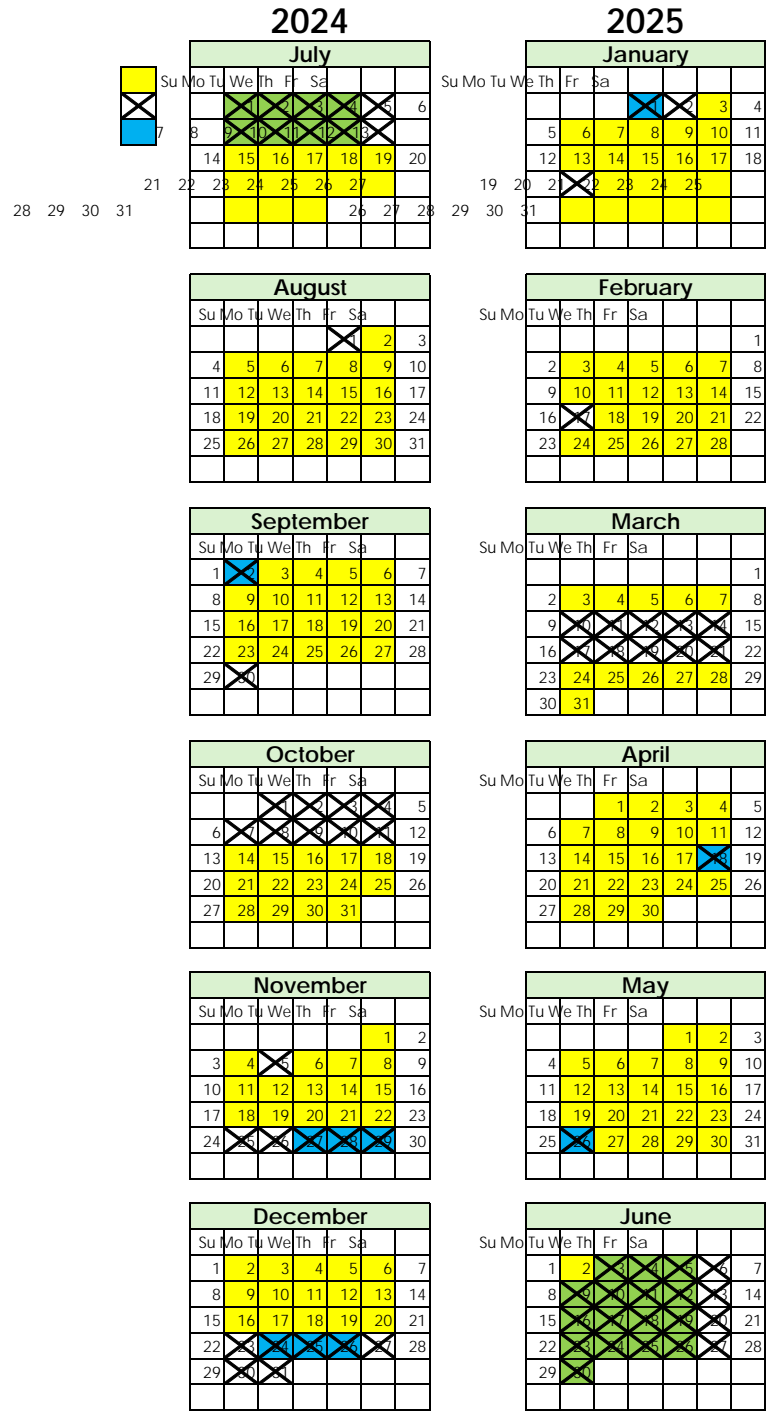 2024 2025
July January
Su Mo Tu We Th Fr Sa Su Mo Tu We Th Fr Sa
1 2 3 4 5 6 1 2 3 4
7 8 9 10 11 12 13 5 6 7 8 9 10 11
14 15 16 17 18 19 20 12 13 14 15 16 17 18
21 22 23 24 25 26 27 19 20 21 22 23 24 25
28 29 30 31 26 27 28 29 30 31
August February
Su Mo Tu We Th Fr Sa Su Mo Tu We Th Fr Sa
1 2 3 1
4 5 6 7 8 9 10 2 3 4 5 6 7 8
11 12 13 14 15 16 17 9 10 11 12 13 14 15
18 19 20 21 22 23 24 16 17 18 19 20 21 22
25 26 27 28 29 30 31 23 24 25 26 27 28
September March
Su Mo Tu We Th Fr Sa Su Mo Tu We Th Fr Sa
1 2 3 4 5 6 7 1
8 9 10 11 12 13 14 2 3 4 5 6 7 8
15 16 17 18 19 20 21 9 10 11 12 13 14 15
22 23 24 25 26 27 28 16 17 18 19 20 21 22
29 30 23 24 25 26 27 28 29
30 31
October April
Su Mo Tu We Th Fr Sa Su Mo Tu We Th Fr Sa
1 2 3 4 5 1 2 3 4 5
6 7 8 9 10 11 12 6 7 8 9 10 11 12
13 14 15 16 17 18 19 13 14 15 16 17 18 19
20 21 22 23 24 25 26 20 21 22 23 24 25 26
27 28 29 30 31 27 28 29 30
November May
Su Mo Tu We Th Fr Sa Su Mo Tu We Th Fr Sa
1 2 1 2 3
3 4 5 6 7 8 9 4 5 6 7 8 9 10
10 11 12 13 14 15 16 11 12 13 14 15 16 17
17 18 19 20 21 22 23 18 19 20 21 22 23 24
24 25 26 27 28 29 30 25 26 27 28 29 30 31
December June
Su Mo Tu We Th Fr Sa Su Mo Tu We Th Fr Sa
1 2 3 4 5 6 7 1 2 3 4 5 6 7
8 9 10 11 12 13 14 8 9 10 11 12 13 14
15 16 17 18 19 20 21 15 16 17 18 19 20 21
22 23 24 25 26 27 28 22 23 24 25 26 27 28
29 30 31 29 30